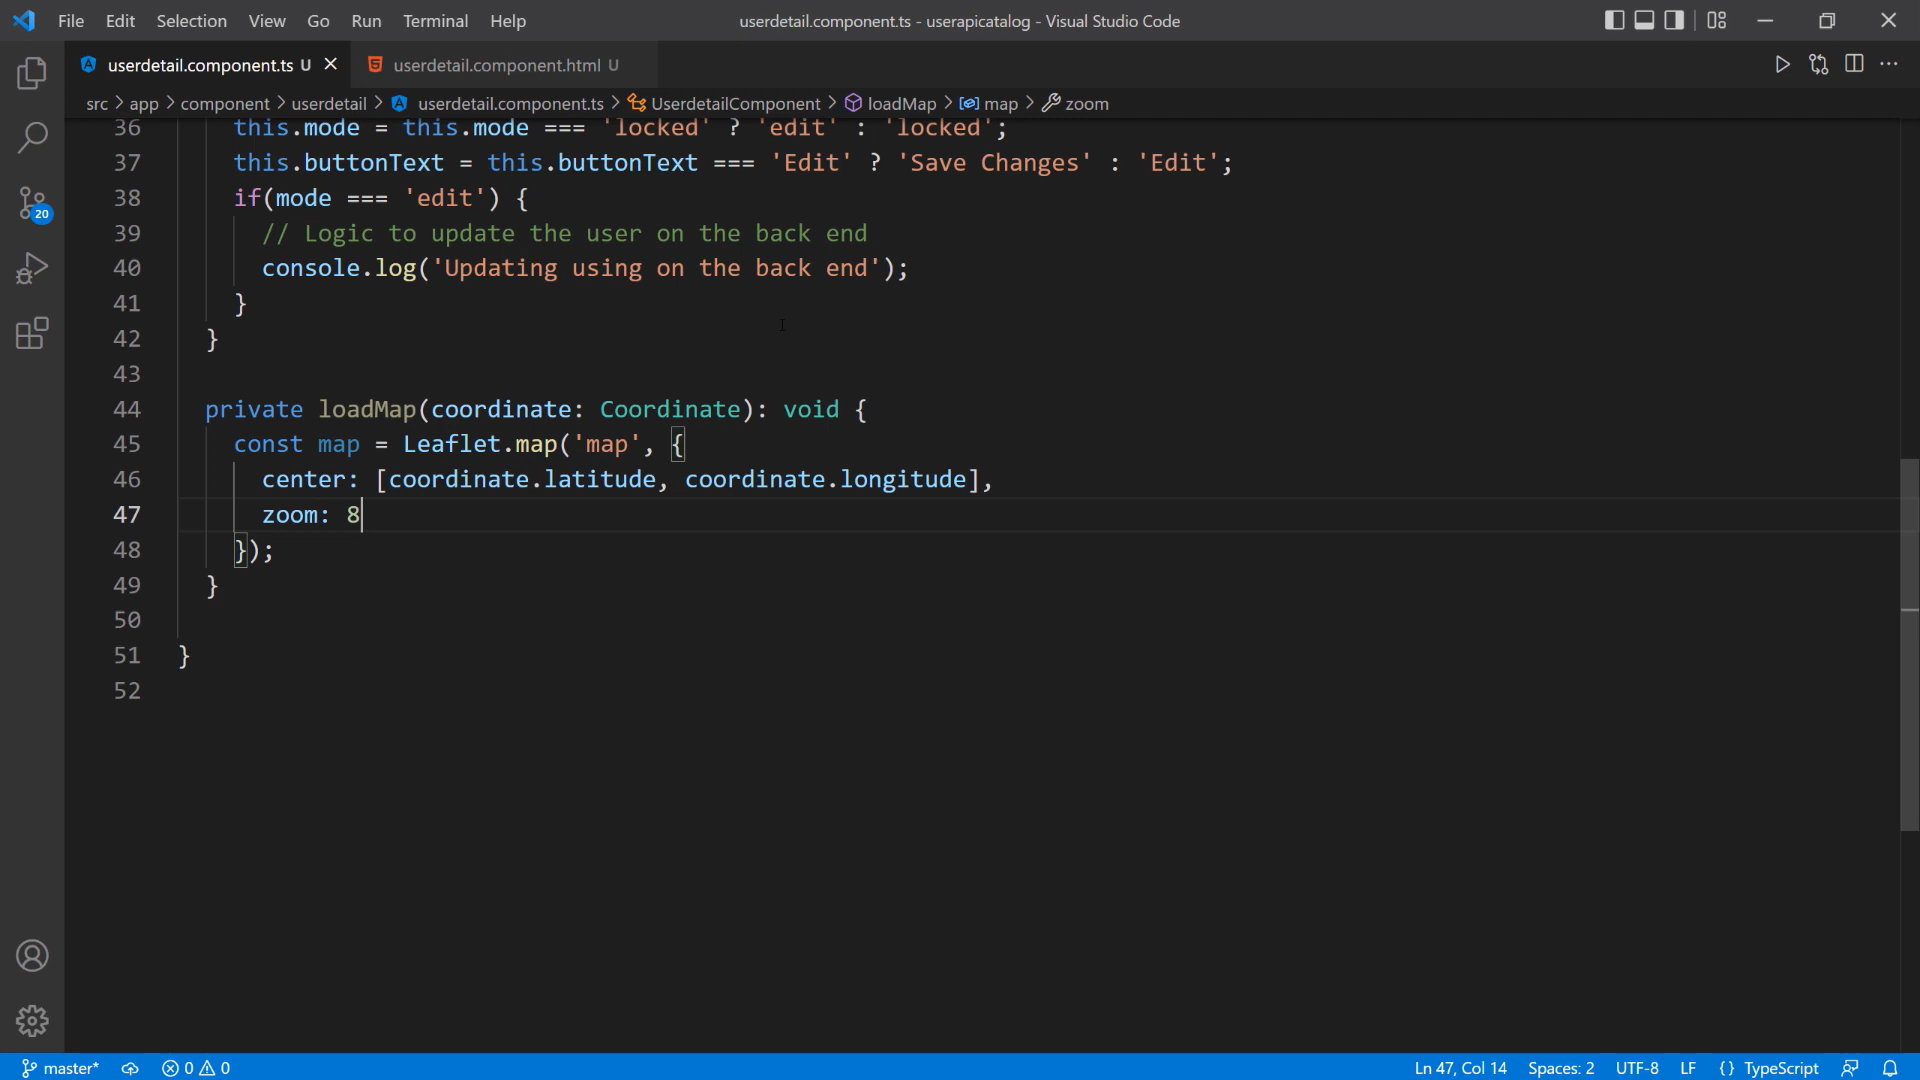 File Edit Selection View Go Run Terminal Help userdetail.component.ts - userapicatalog - Visual Studio Code
userdetail.component.ts U userdetail.component.html U
src > app > component > userdetail > userdetail.component.ts > UserdetailComponent > loadMap > map > zoom
36 this.mode = this.mode === 'locked' ? 'edit' : 'locked';
37 this.buttonText = this.buttonText === 'Edit' ? 'Save Changes' : 'Edit';
38 if(mode === 'edit') {
39 // Logic to update the user on the back end
40 console.log('Updating using on the back end');
41 }
42 }
43
44 private loadMap(coordinate: Coordinate): void {
45 const map = Leaflet.map('map', {
46 center: [coordinate.latitude, coordinate.longitude],
47 zoom: 8
48 });
49 }
50
51 }
52
20
master* 0 0 Ln 47, Col 14 Spaces: 2 UTF-8 LF {} TypeScript